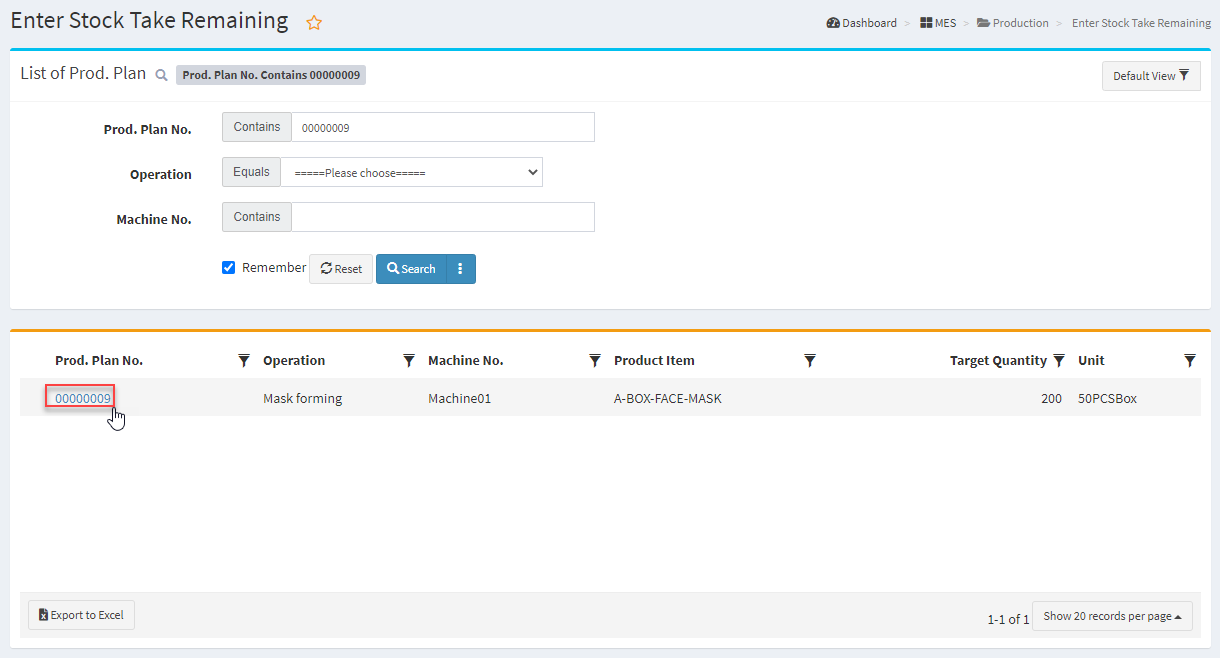 Enter Stock Take Remaining
Dashboard > MES > Production > Enter Stock Take Remaining
List of Prod. Plan Prod. Plan No. Contains 00000009
Default View
Prod. Plan No. Contains 00000009
Operation Equals =====Please choose=====
Machine No. Contains
Remember Reset Search
Prod. Plan No. Operation Machine No. Product Item Target Quantity Unit
00000009 Mask forming Machine01 A-BOX-FACE-MASK 200 50PCSBox
Export to Excel
1-1 of 1 Show 20 records per page